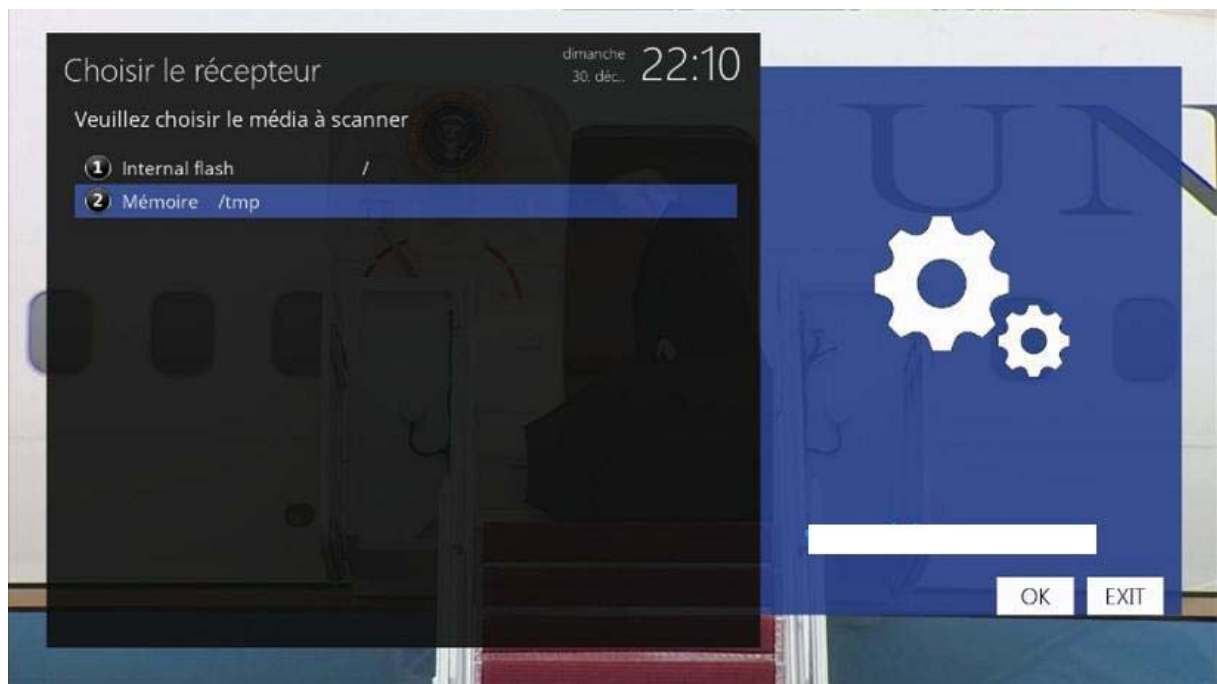 Choisir le récepteur
dimanche
30. déc..
22:10
Veuillez choisir le média à scanner
1 Internal flash /
2 Mémoire /tmp
UN
OK
EXIT